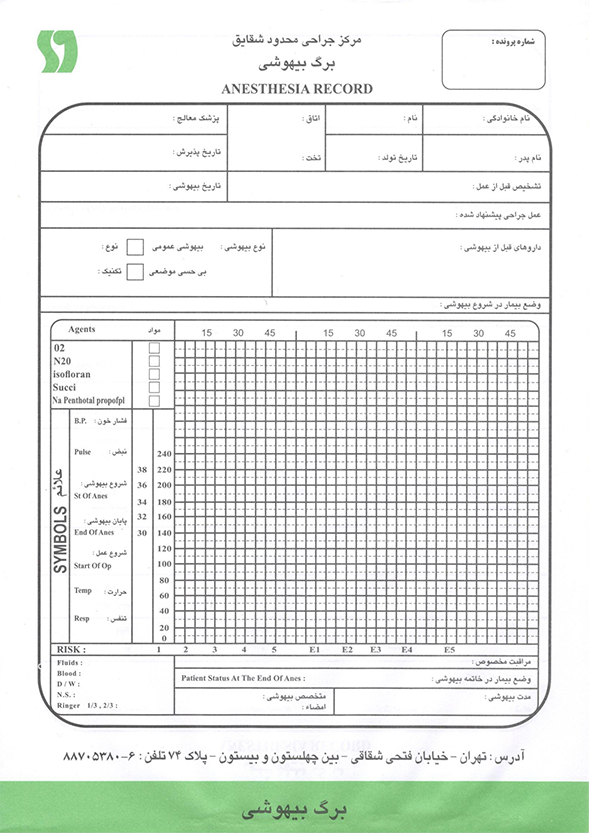 مرکز جراحی محدود شقایق
شماره پرونده :
برگ بیهوشی
ANESTHESIA RECORD
نام خانوادگی : نام : اتاق : پزشک معالج :
نام پدر : تاریخ تولد : تخت : تاریخ پذیرش :
تشخیص قبل از عمل : تاریخ بیهوشی :
عمل جراحی پیشنهاد شده :
داروهای قبل از بیهوشی : نوع بیهوشی : بیهوشی عمومی نوع :
بی حسی موضعی تکنیک :
وضع بیمار در شروع بیهوشی :
Agents مواد 15 30 45 15 30 45 15 30 45
02
N20
isofloran
Succi
Na Penthotal propofpl
علائم SYMBOLS
B.P. فشار خون :
Pulse نبض :
شروع بیهوشی :
St Of Anes
پایان بیهوشی :
End Of Anes
شروع عمل :
Start Of Op
Temp حرارت :
Resp تنفس :
240
38 220
36 200
34 180
32 160
30 140
120
100
80
60
40
20
0
RISK : 1 2 3 4 5 E1 E2 E3 E4 E5
Fluids :
Blood :
D / W :
N.S. :
Ringer 1/3 , 2/3 :
مراقبت مخصوص :
Patient Status At The End Of Anes : وضع بیمار در خاتمه بیهوشی :
مدت بیهوشی : متخصص بیهوشی :
امضاء :
آدرس : تهران - خیابان فتحی شقاقی - بین چهلستون و بیستون - پلاک ۷۴ تلفن : ۶-۸۸۷۰۵۳۸۰
برگ بیهوشی